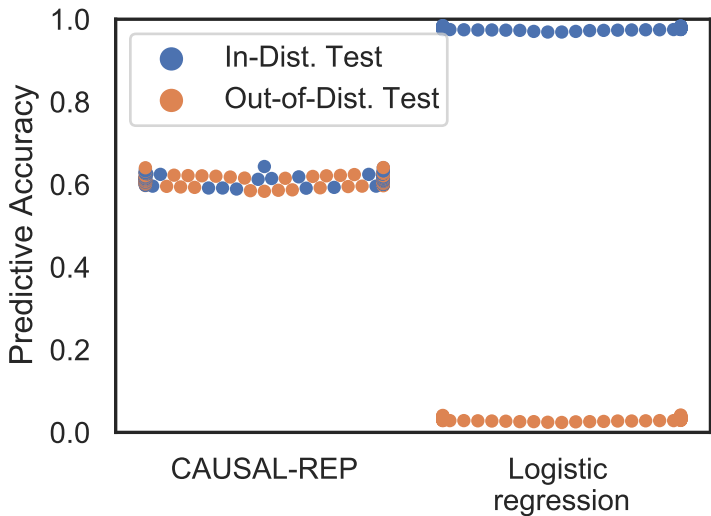 Predictive Accuracy
1.0
0.8
0.6
0.4
0.2
0.0
In-Dist. Test
Out-of-Dist. Test
CAUSAL-REP
Logistic
regression